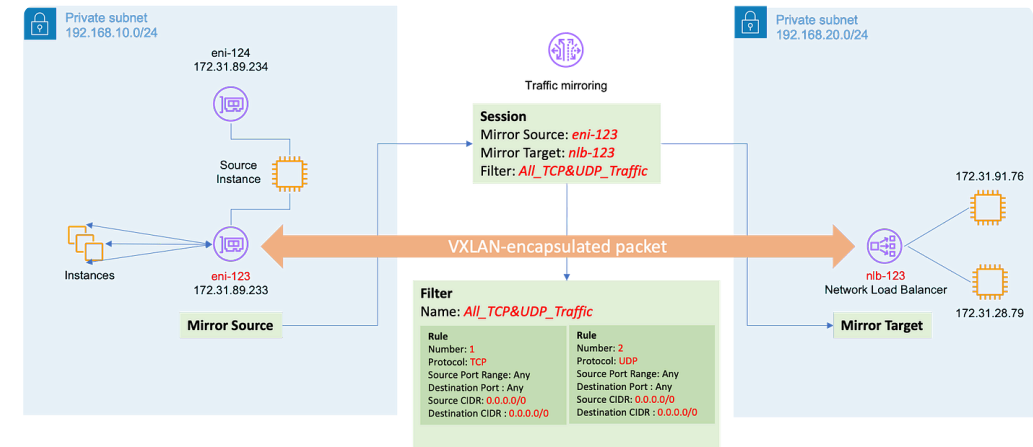 Private subnet
192.168.10.0/24
eni-124
172.31.89.234
Source
Instance
Instances
eni-123
172.31.89.233
Mirror Source
Traffic mirroring
Session
Mirror Source: eni-123
Mirror Target: nlb-123
Filter: All_TCP&UDP_Traffic
VXLAN-encapsulated packet
Filter
Name: All_TCP&UDP_Traffic
Rule
Number: 1
Protocol: TCP
Source Port Range: Any
Destination Port : Any
Source CIDR: 0.0.0.0/0
Destination CIDR : 0.0.0.0/0
Rule
Number: 2
Protocol: UDP
Source Port Range: Any
Destination Port : Any
Source CIDR: 0.0.0.0/0
Destination CIDR : 0.0.0.0/0
Private subnet
192.168.20.0/24
172.31.91.76
nlb-123
Network Load Balancer
172.31.28.79
Mirror Target